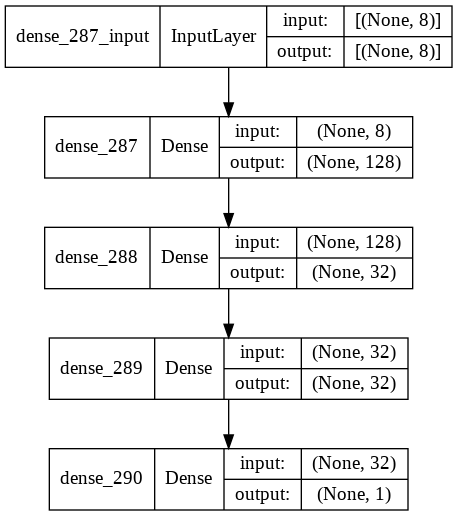 dense_287_input InputLayer input: [(None, 8)]
output: [(None, 8)]
dense_287 Dense input: (None, 8)
output: (None, 128)
dense_288 Dense input: (None, 128)
output: (None, 32)
dense_289 Dense input: (None, 32)
output: (None, 32)
dense_290 Dense input: (None, 32)
output: (None, 1)